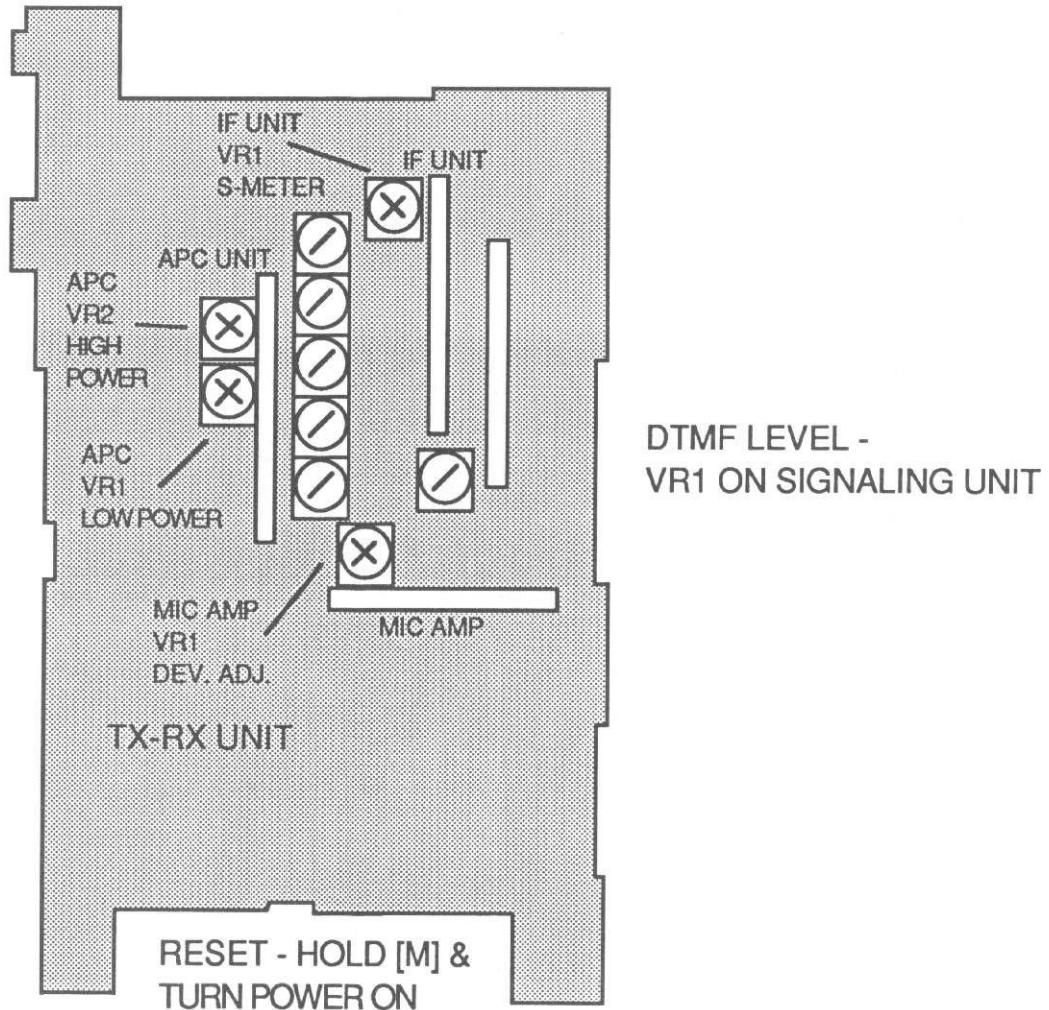 IF UNIT
VR1
S-METER
IF UNIT
APC UNIT
APC
VR2
HIGH
POWER
APC
VR1
LOW POWER
DTMF LEVEL -
VR1 ON SIGNALING UNIT
MIC AMP
VR1
DEV. ADJ.
MIC AMP
TX-RX UNIT
RESET - HOLD [M] &
TURN POWER ON